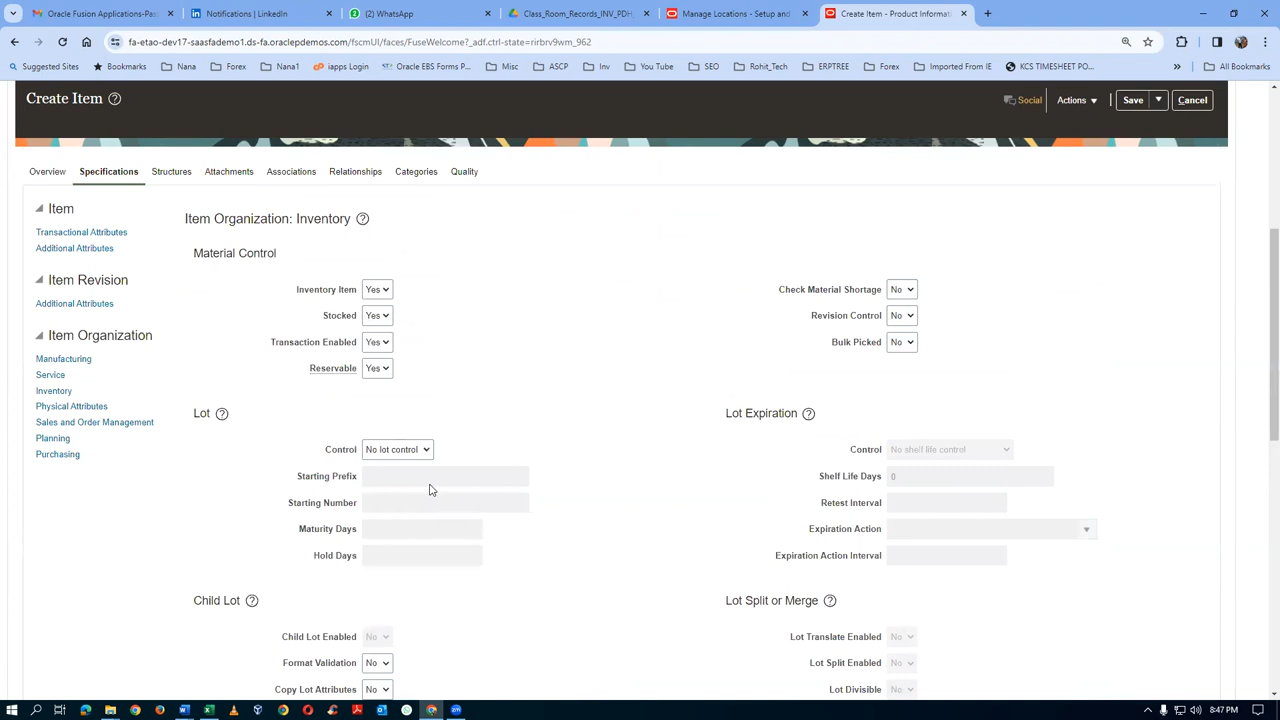 Oracle Fusion Applications-Pas
Notifications | LinkedIn
(2) WhatsApp
Class_Room_Records_INV_PDH_
Manage Locations - Setup and
Create Item - Product Informati
fa-etao-dev17-saasfademo1.ds-fa.oraclepdemos.com/fscmUI/faces/FuseWelcome?_adf.ctrl-state=rirbrv9wm_962
Suggested Sites
Bookmarks
Nana
Forex
Nana1
iapps Login
Oracle EBS Forms P...
Misc
ASCP
Inv
You Tube
SEO
Rohit_Tech
ERPTREE
Forex
Imported From IE
KCS TIMESHEET PO...
»
All Bookmarks
Create Item ?
Social
Actions
Save
Cancel
Overview
Specifications
Structures
Attachments
Associations
Relationships
Categories
Quality
Item
Transactional Attributes
Additional Attributes
Item Revision
Additional Attributes
Item Organization
Manufacturing
Service
Inventory
Physical Attributes
Sales and Order Management
Planning
Purchasing
Item Organization: Inventory ?
Material Control
Inventory Item Yes
Check Material Shortage No
Stocked Yes
Revision Control No
Transaction Enabled Yes
Bulk Picked No
Reservable Yes
Lot ?
Lot Expiration ?
Control No lot control
Control No shelf life control
Starting Prefix
Shelf Life Days 0
Starting Number
Retest Interval
Maturity Days
Expiration Action
Hold Days
Expiration Action Interval
Child Lot ?
Lot Split or Merge ?
Child Lot Enabled No
Lot Translate Enabled No
Format Validation No
Lot Split Enabled No
Copy Lot Attributes No
Lot Divisible No
8:47 PM